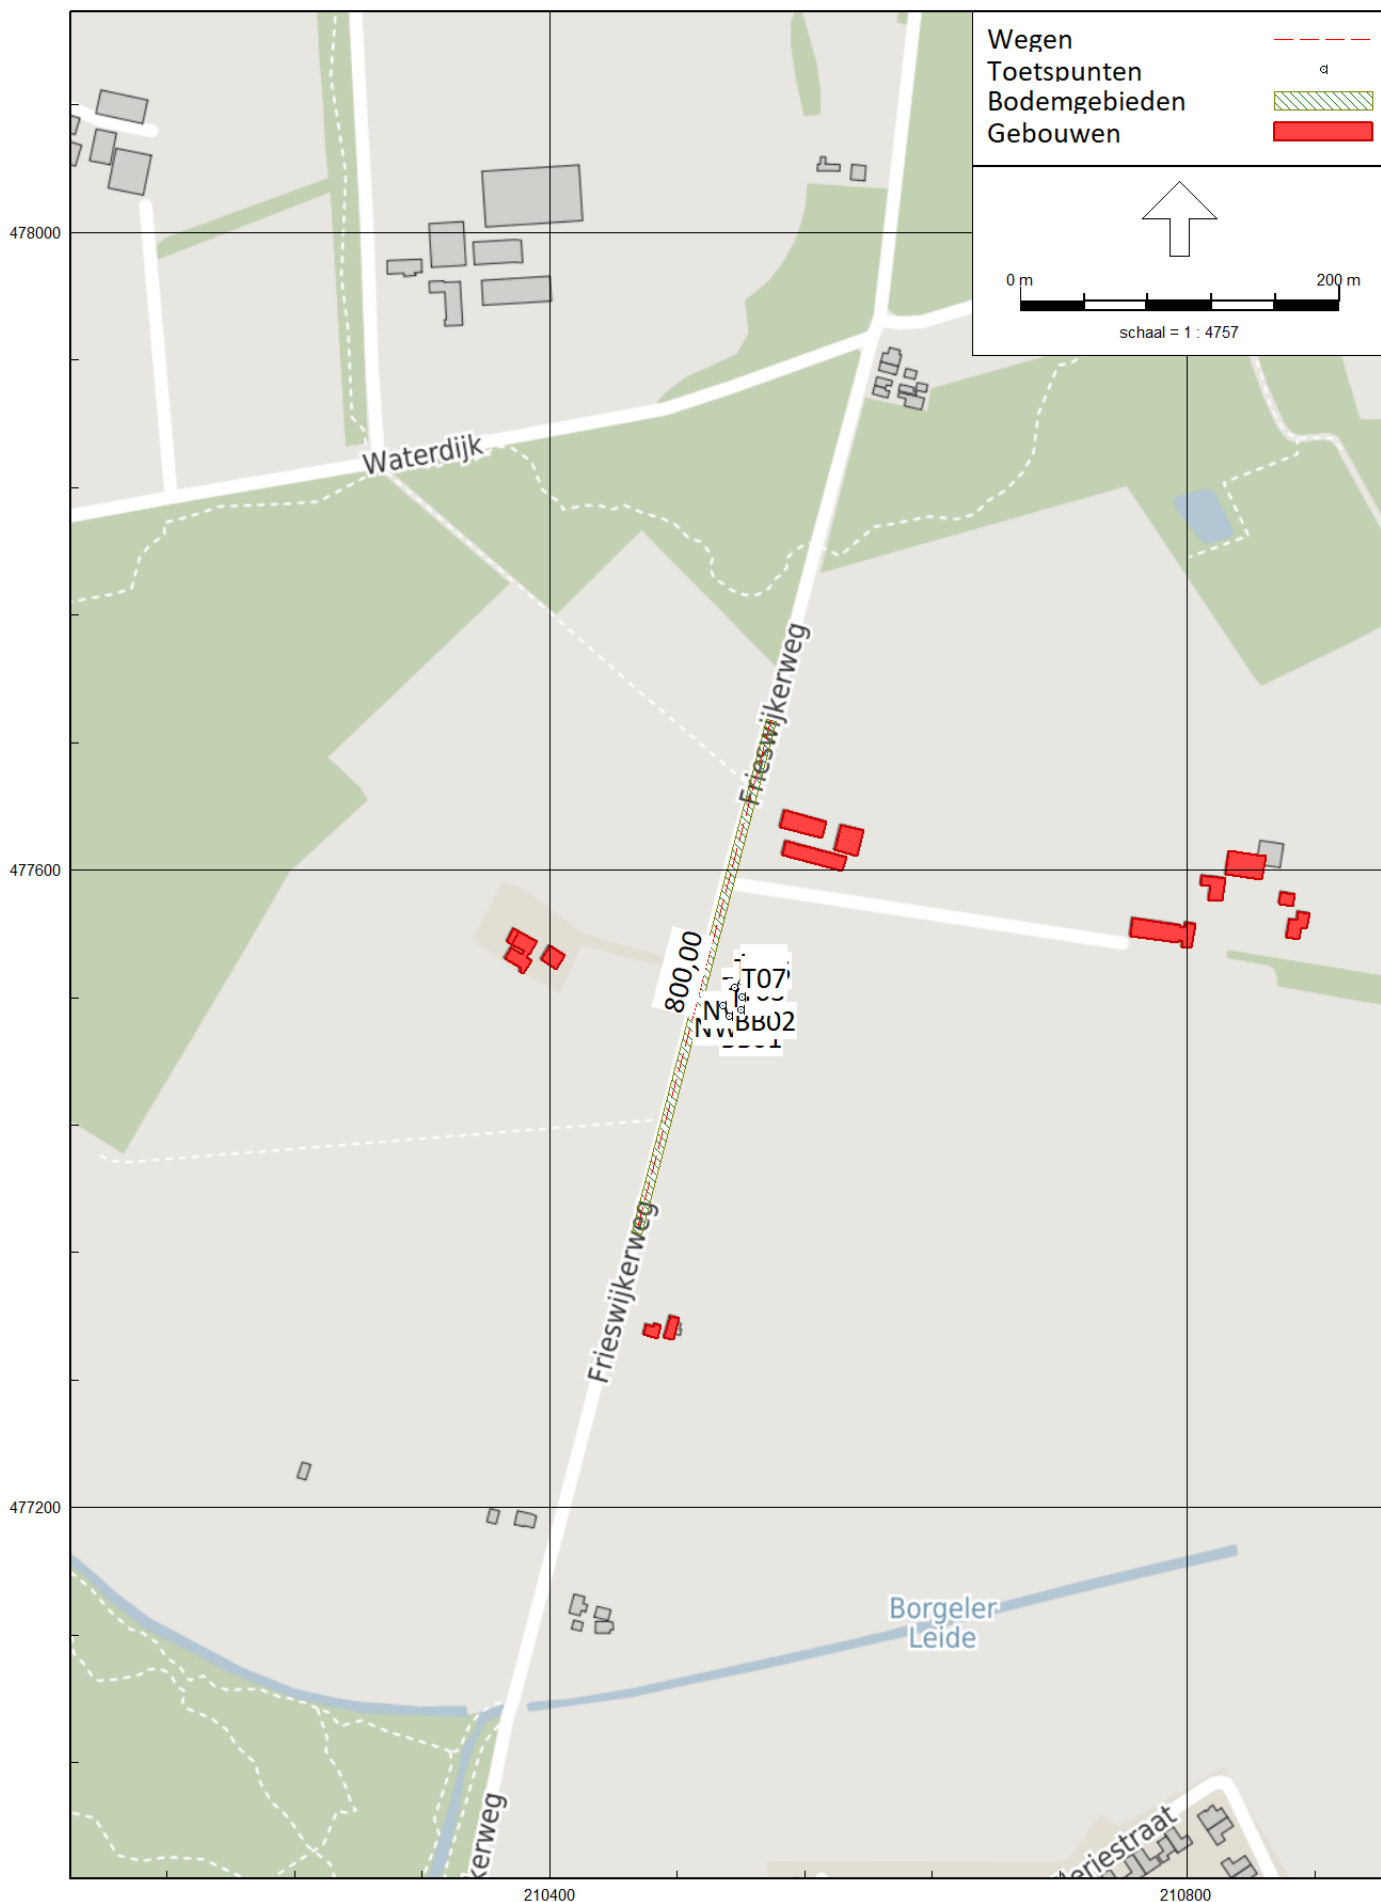 Wegen
Toetspunten
Bodemgebieden
Gebouwen
0 m 200 m
schaal = 1 : 4757
478000
Waterdijk
Frieswijkerweg
477600
800,00
T07
BB02
Frieswijkerweg
477200
Borgeler
Leide
kerweg
210400 210800